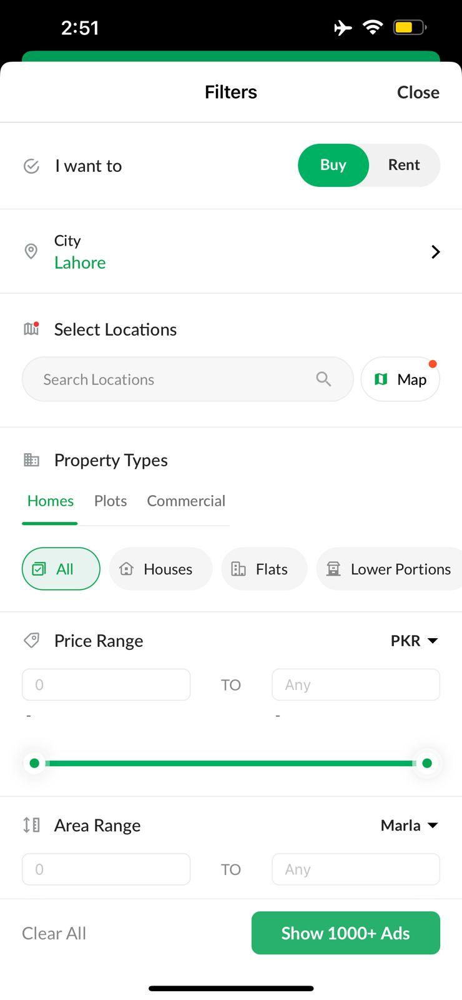 2:51
Filters
Close
I want to
Buy
Rent
City
Lahore
Select Locations
Search Locations
Map
Property Types
Homes
Plots
Commercial
All
Houses
Flats
Lower Portions
Price Range
PKR
0
TO
Any
-
-
Area Range
Marla
0
TO
Any
Clear All
Show 1000+ Ads